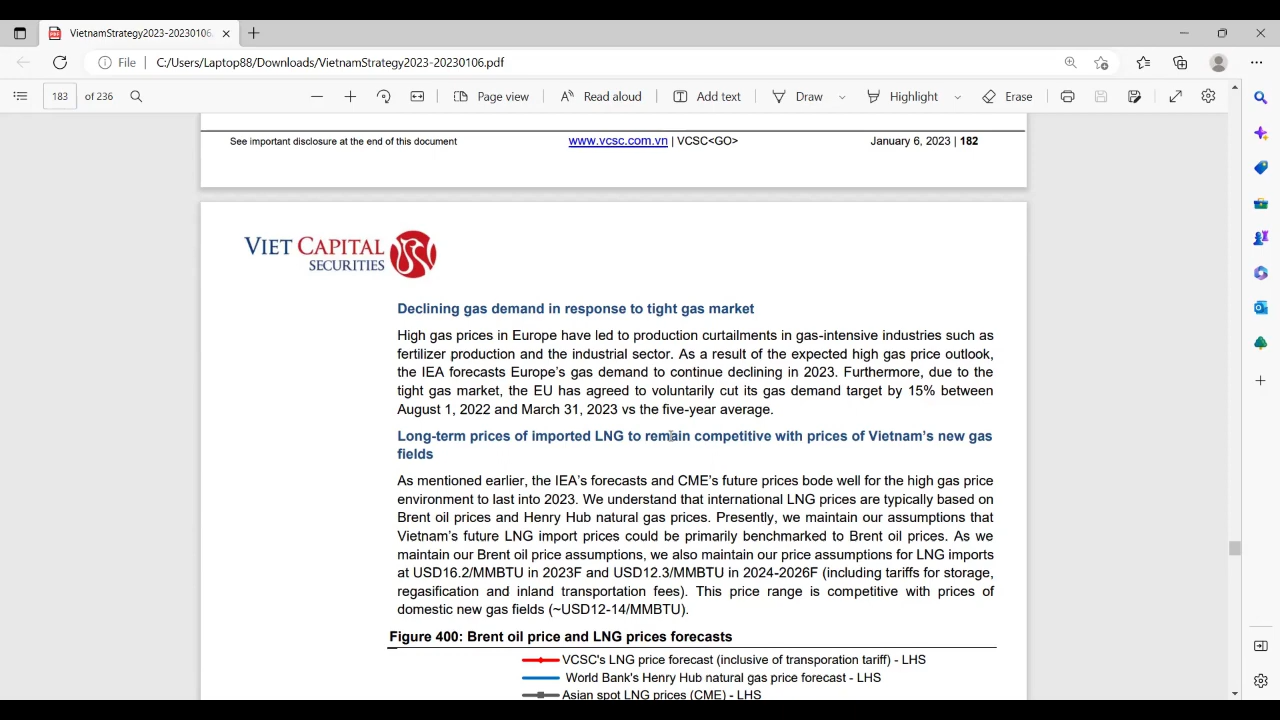 VietnamStrategy2023-20230106.
File
C:/Users/Laptop88/Downloads/VietnamStrategy2023-20230106.pdf
183
of 236
Page view
Read aloud
Add text
Draw
Highlight
Erase
See important disclosure at the end of this document
www.vcsc.com.vn | VCSC<GO>
January 6, 2023 | 182
VIET CAPITAL
SECURITIES
Declining gas demand in response to tight gas market
High gas prices in Europe have led to production curtailments in gas-intensive industries such as
fertilizer production and the industrial sector. As a result of the expected high gas price outlook,
the IEA forecasts Europe's gas demand to continue declining in 2023. Furthermore, due to the
tight gas market, the EU has agreed to voluntarily cut its gas demand target by 15% between
August 1, 2022 and March 31, 2023 vs the five-year average.
Long-term prices of imported LNG to remain competitive with prices of Vietnam's new gas
fields
As mentioned earlier, the IEA's forecasts and CME's future prices bode well for the high gas price
environment to last into 2023. We understand that international LNG prices are typically based on
Brent oil prices and Henry Hub natural gas prices. Presently, we maintain our assumptions that
Vietnam's future LNG import prices could be primarily benchmarked to Brent oil prices. As we
maintain our Brent oil price assumptions, we also maintain our price assumptions for LNG imports
at USD16.2/MMBTU in 2023F and USD12.3/MMBTU in 2024-2026F (including tariffs for storage,
regasification and inland transportation fees). This price range is competitive with prices of
domestic new gas fields (~USD12-14/MMBTU).
Figure 400: Brent oil price and LNG prices forecasts
VCSC's LNG price forecast (inclusive of transporation tariff) - LHS
World Bank's Henry Hub natural gas price forecast - LHS
Asian spot LNG prices (CME) - LHS